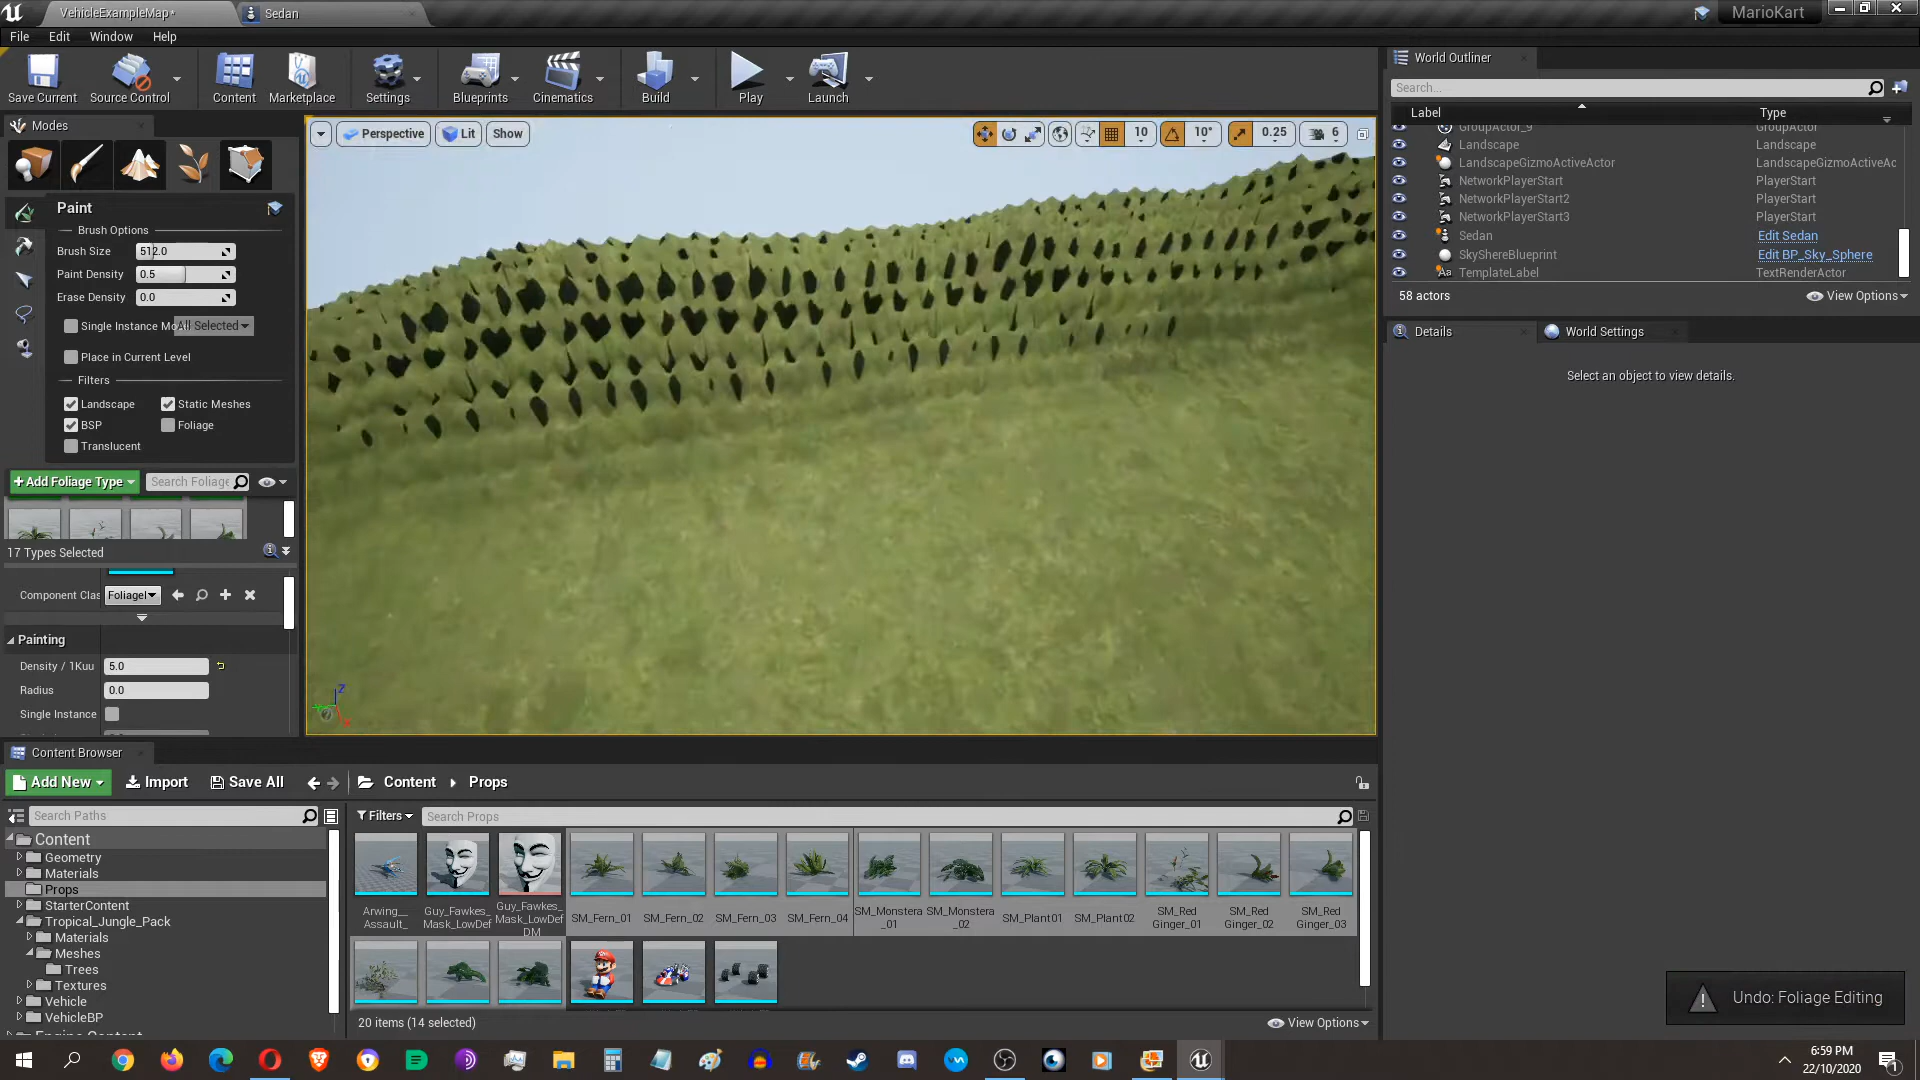 VehicleExampleMap*
Sedan
MarioKart
File Edit Window Help
Save Current
Source Control
Content
Marketplace
Settings
Blueprints
Cinematics
Build
Play
Launch
Modes
Paint
Brush Options
Brush Size 512.0
Paint Density 0.5
Erase Density 0.0
Single Instance Mo
All Selected
Place in Current Level
Filters
Landscape
Static Meshes
BSP
Foliage
Translucent
+Add Foliage Type
Search Foliage
17 Types Selected
Component Clas
FoliageI
Painting
Density / 1Kuu 5.0
Radius 0.0
Single Instance
Perspective
Lit
Show
10
10°
0.25
6
Z
World Outliner
Search...
Label
Type
GroupActor_9 GroupActor
Landscape Landscape
LandscapeGizmoActiveActor LandscapeGizmoActiveAc
NetworkPlayerStart PlayerStart
NetworkPlayerStart2 PlayerStart
NetworkPlayerStart3 PlayerStart
Sedan Edit Sedan
SkyShereBlueprint Edit BP_Sky_Sphere
TemplateLabel TextRenderActor
58 actors
View Options
Details
World Settings
Select an object to view details.
Content Browser
Add New
Import
Save All
Content
Props
Search Paths
Filters
Search Props
Content
Geometry
Materials
Props
StarterContent
Tropical_Jungle_Pack
Materials
Meshes
Trees
Textures
Vehicle
VehicleBP
Engine Content
Arwing__
Assault_
Guy_Fawkes_
Mask_LowDef
Guy_Fawkes_
Mask_LowDef
DM
SM_Fern_01
SM_Fern_02
SM_Fern_03
SM_Fern_04
SM_Monstera
_01
SM_Monstera
_02
SM_Plant01
SM_Plant02
SM_Red
Ginger_01
SM_Red
Ginger_02
SM_Red
Ginger_03
20 items (14 selected)
View Options
Undo: Foliage Editing
6:59 PM
22/10/2020
1